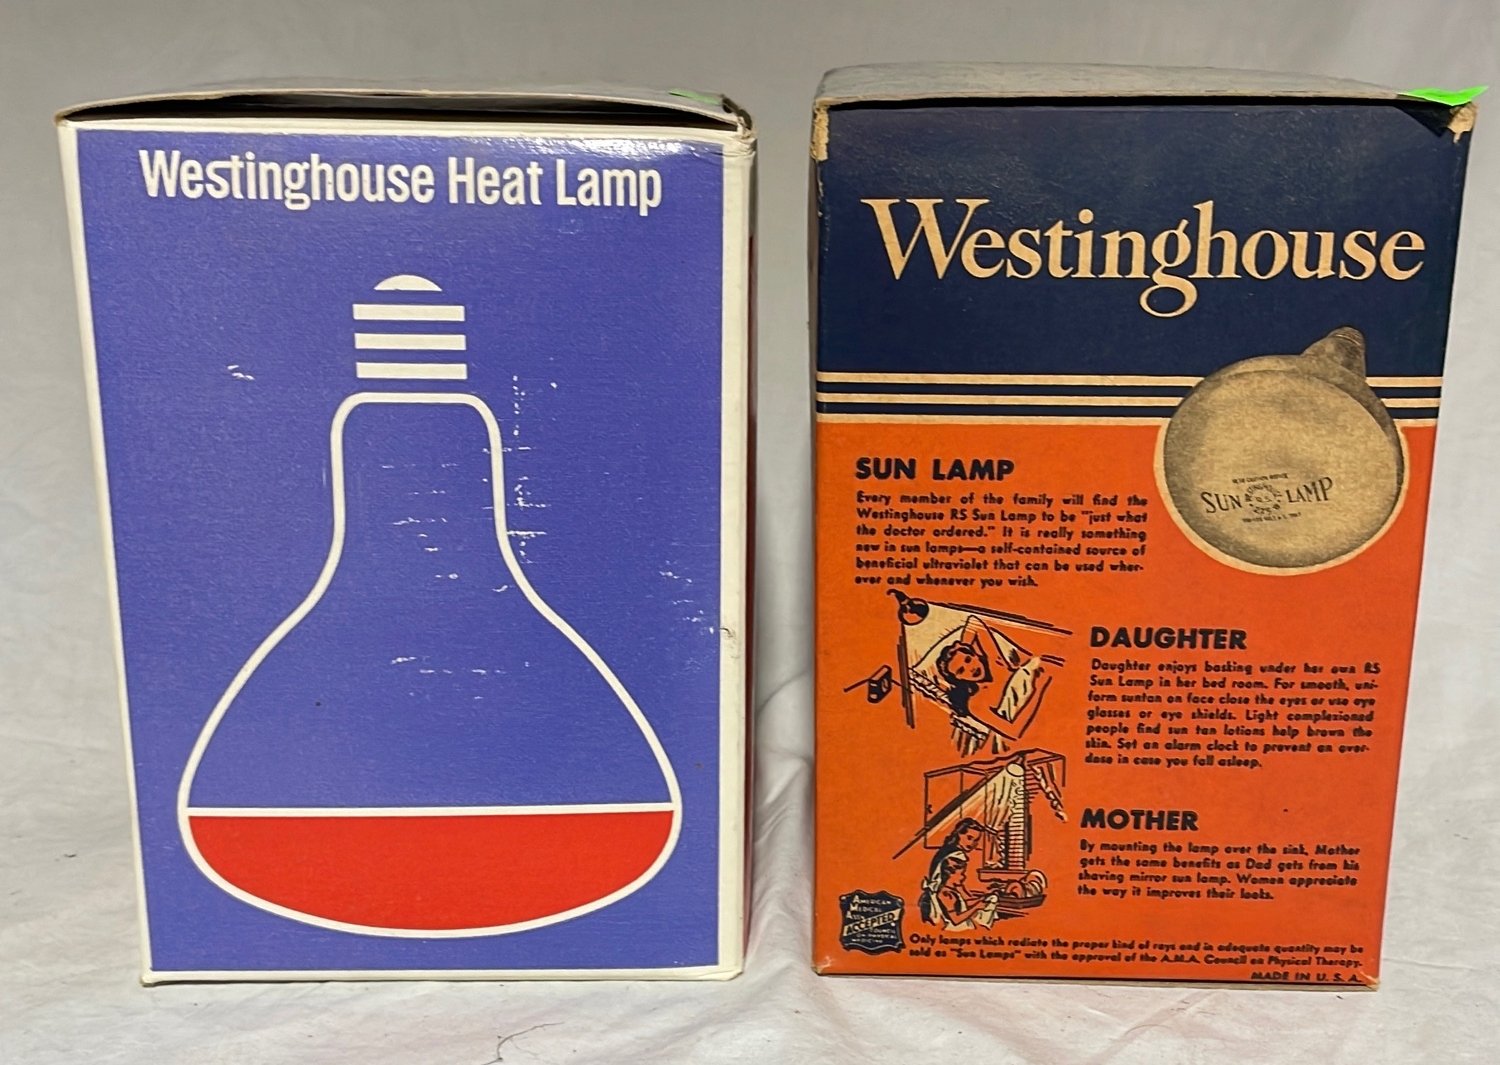 Westinghouse Heat Lamp
Westinghouse
SUN LAMP
SUN LAMP
Every member of the family will find the
Westinghouse RS Sun Lamp to be "just what
the doctor ordered." It is really something
new in sun lamps—a self-contained source of
beneficial ultraviolet that can be used wher-
ever and whenever you wish.
DAUGHTER
Daughter enjoys basking under her own RS
Sun Lamp in her bed room. For smooth, uni-
form suntan on face close the eyes or use eye
glasses or eye shields. Light complexioned
people find sun tan lotions help brown the
skin. Set an alarm clock to prevent an over-
dose in case you fall asleep.
MOTHER
By mounting the lamp over the sink, Mother
gets the same benefits as Dad gets from his
shaving mirror sun lamp. Women appreciate
the way it improves their looks.
AMERICAN
MEDICAL
ASSN
ACCEPTED
COUNCIL
ON PHYSICAL
MEDICINE
Only lamps which radiate the proper kind of rays and in adequate quantity may be
sold as "Sun Lamps" with the approval of the A.M.A. Council on Physical Therapy.
MADE IN U. S. A.